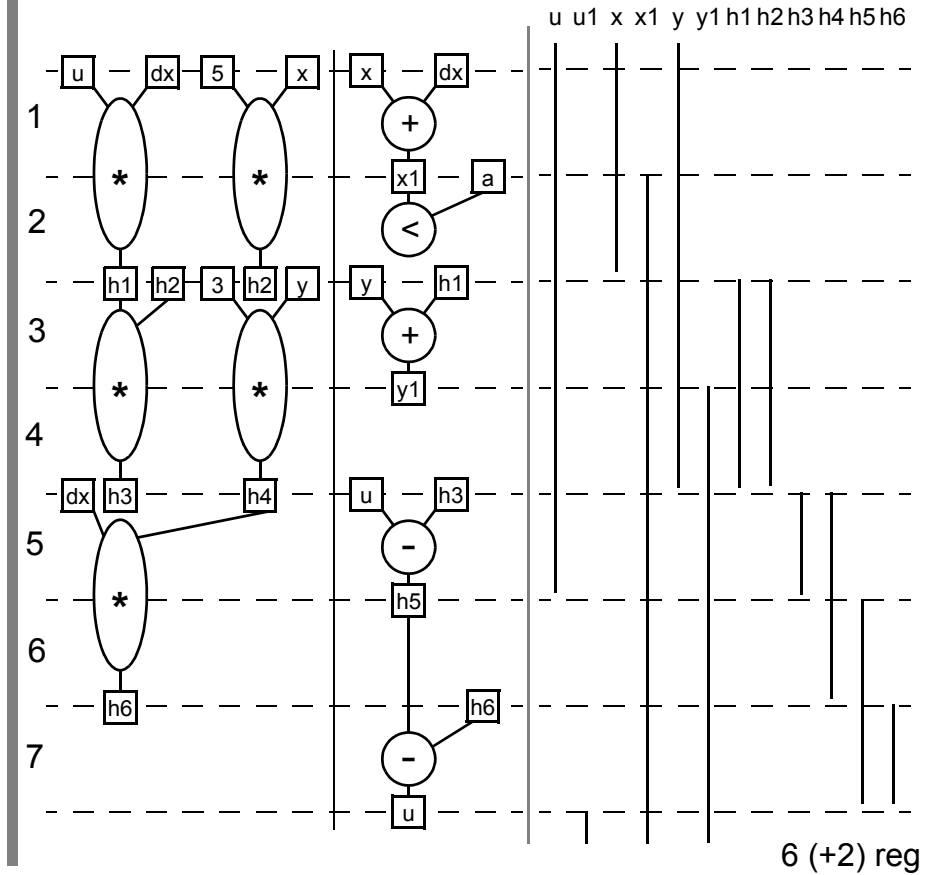 u u1 x x1 y y1 h1 h2 h3 h4 h5 h6
u dx 5 x x dx
1 +
* * x1 a
2 <
h1 h2 3 h2 y y h1
3 +
* * y1
4
dx h3 h4 u h3
5 -
* h5
6
h6 h6
7 -
u
6 (+2) reg